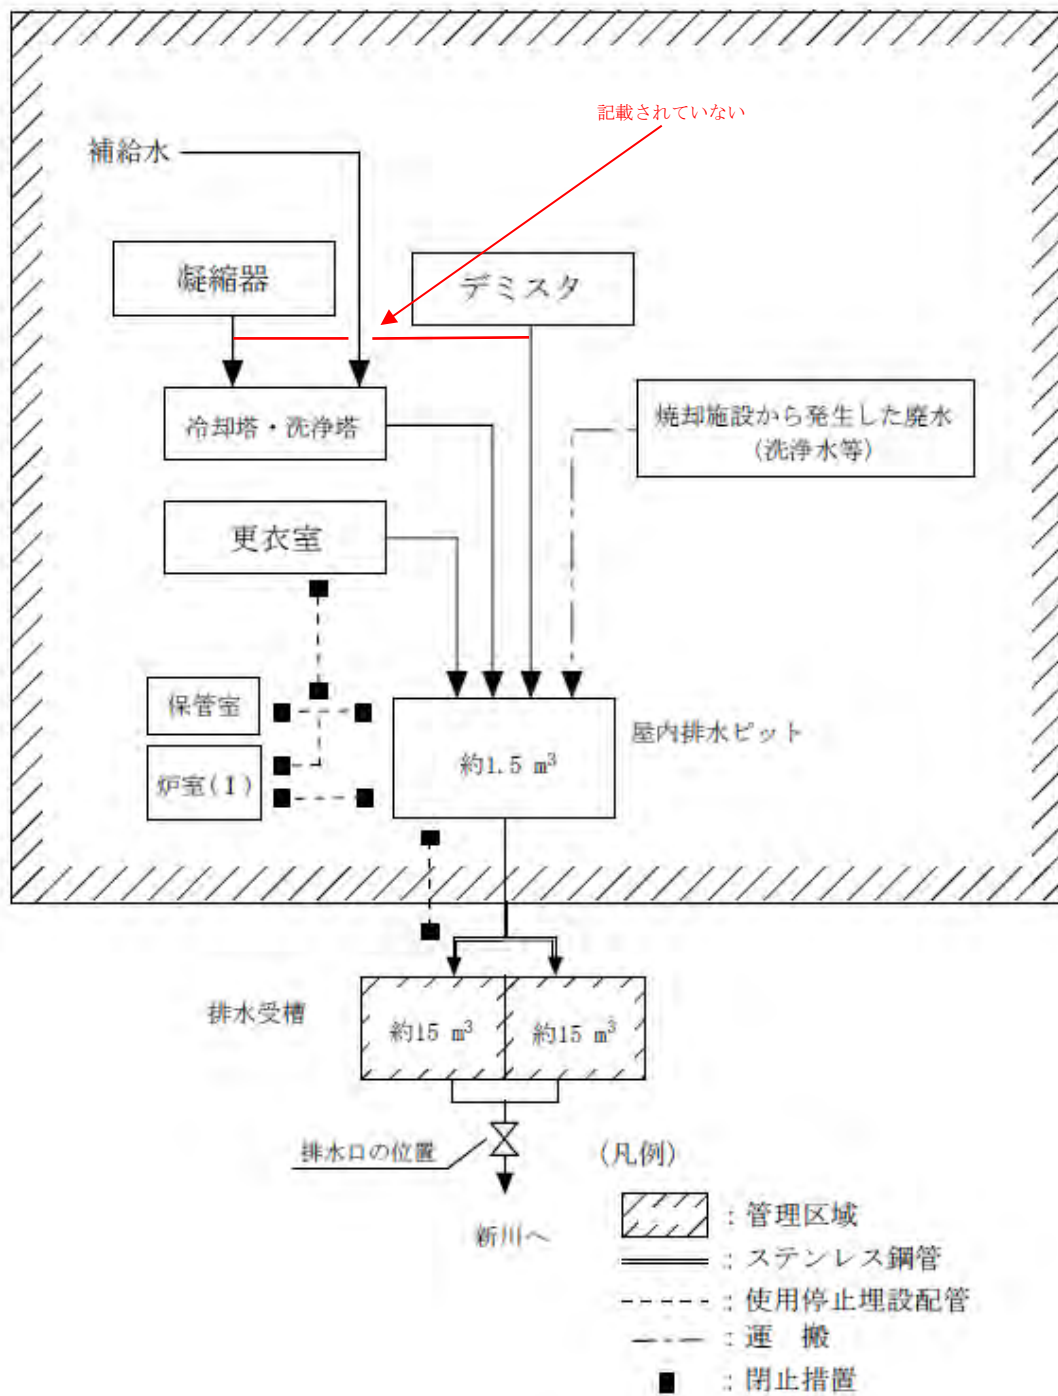 記載されていない
補給水
凝縮器
デミスタ
冷却塔・洗浄塔
焼却施設から発生した廃水
(洗浄水等)
更衣室
保管室
炉室(I)
約1.5 m³
屋内排水ピット
排水受槽
約15 m³
約15 m³
排水口の位置
新川へ
(凡例)
：管理区域
：ステンレス鋼管
：使用停止埋設配管
：運　搬
：閉止措置